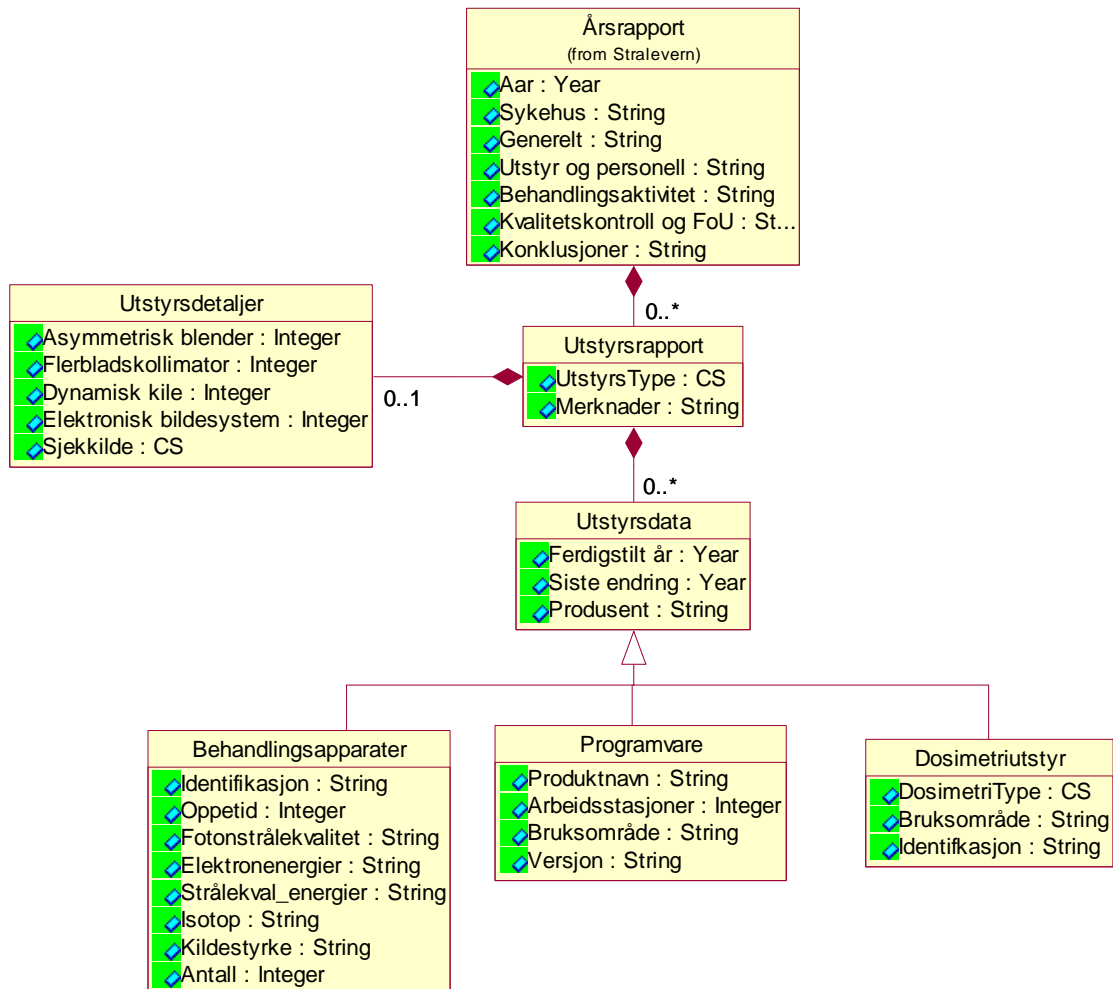 Årsrapport
(from Stralevern)
Aar : Year
Sykehus : String
Generelt : String
Utstyr og personell : String
Behandlingsaktivitet : String
Kvalitetskontroll og FoU : St...
Konklusjoner : String
0..*
Utstyrsdetaljer
Asymmetrisk blender : Integer
Flerbladskollimator : Integer
Dynamisk kile : Integer
Elektronisk bildesystem : Integer
Sjekkilde : CS
0..1
Utstyrsrapport
UtstyrsType : CS
Merknader : String
0..*
Utstyrsdata
Ferdigstilt år : Year
Siste endring : Year
Produsent : String
Behandlingsapparater
Identifikasjon : String
Oppetid : Integer
Fotonstrålekvalitet : String
Elektronenergier : String
Strålekval_energier : String
Isotop : String
Kildestyrke : String
Antall : Integer
Programvare
Produktnavn : String
Arbeidsstasjoner : Integer
Bruksområde : String
Versjon : String
Dosimetriutstyr
DosimetriType : CS
Bruksområde : String
Identifkasjon : String